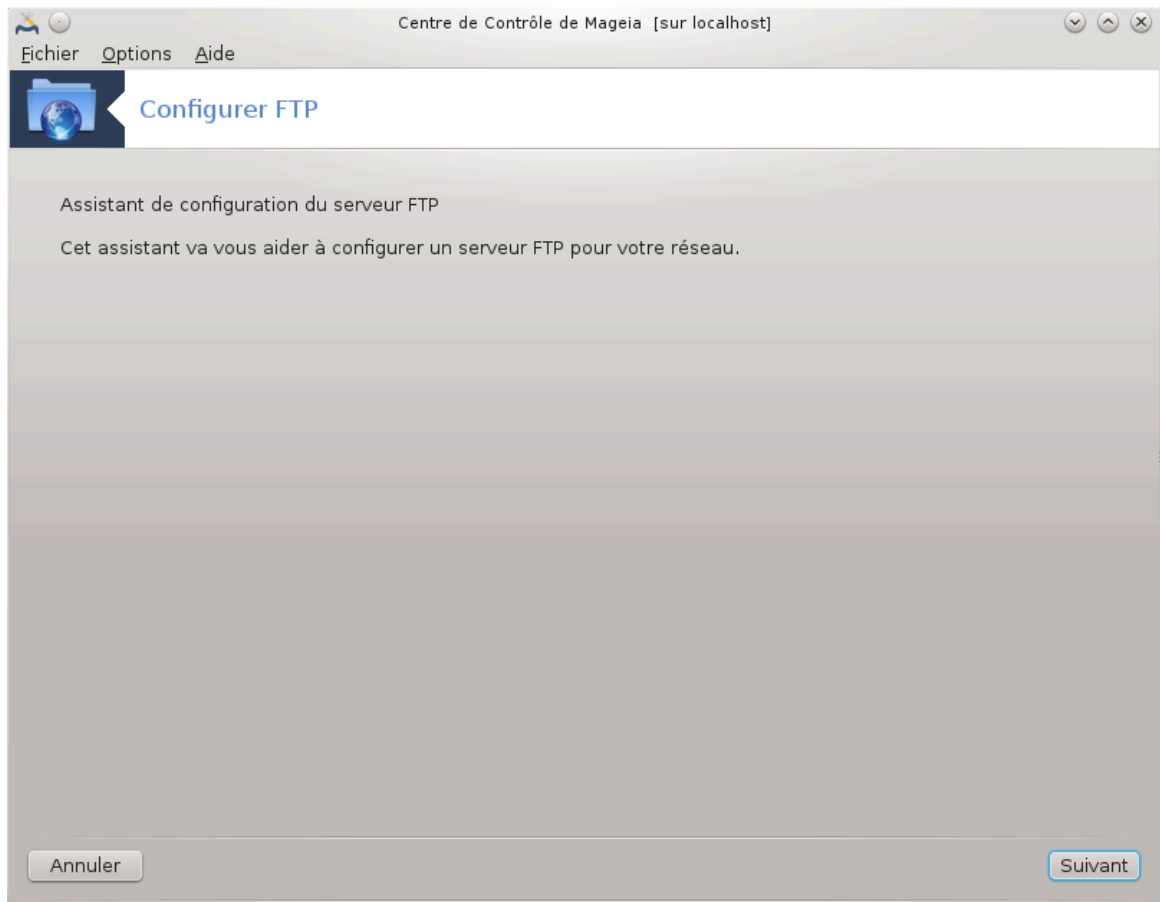 Centre de Contrôle de Mageia [sur localhost]
Fichier Options Aide
Configurer FTP
Assistant de configuration du serveur FTP
Cet assistant va vous aider à configurer un serveur FTP pour votre réseau.
Annuler Suivant